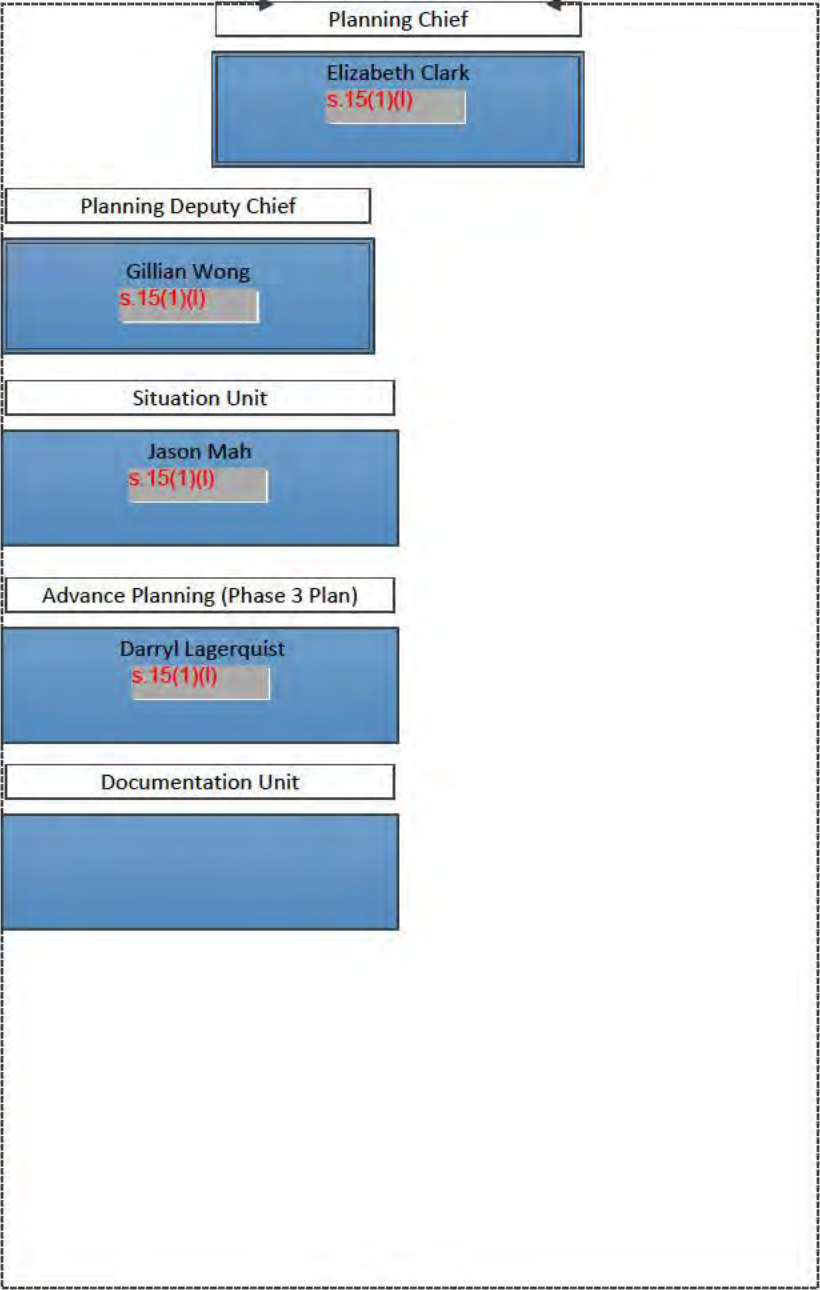 Planning Chief
Elizabeth Clark
s.15(1)(l)
Planning Deputy Chief
Gillian Wong
s.15(1)(l)
Situation Unit
Jason Mah
s.15(1)(l)
Advance Planning (Phase 3 Plan)
Darryl Lagerquist
s.15(1)(l)
Documentation Unit